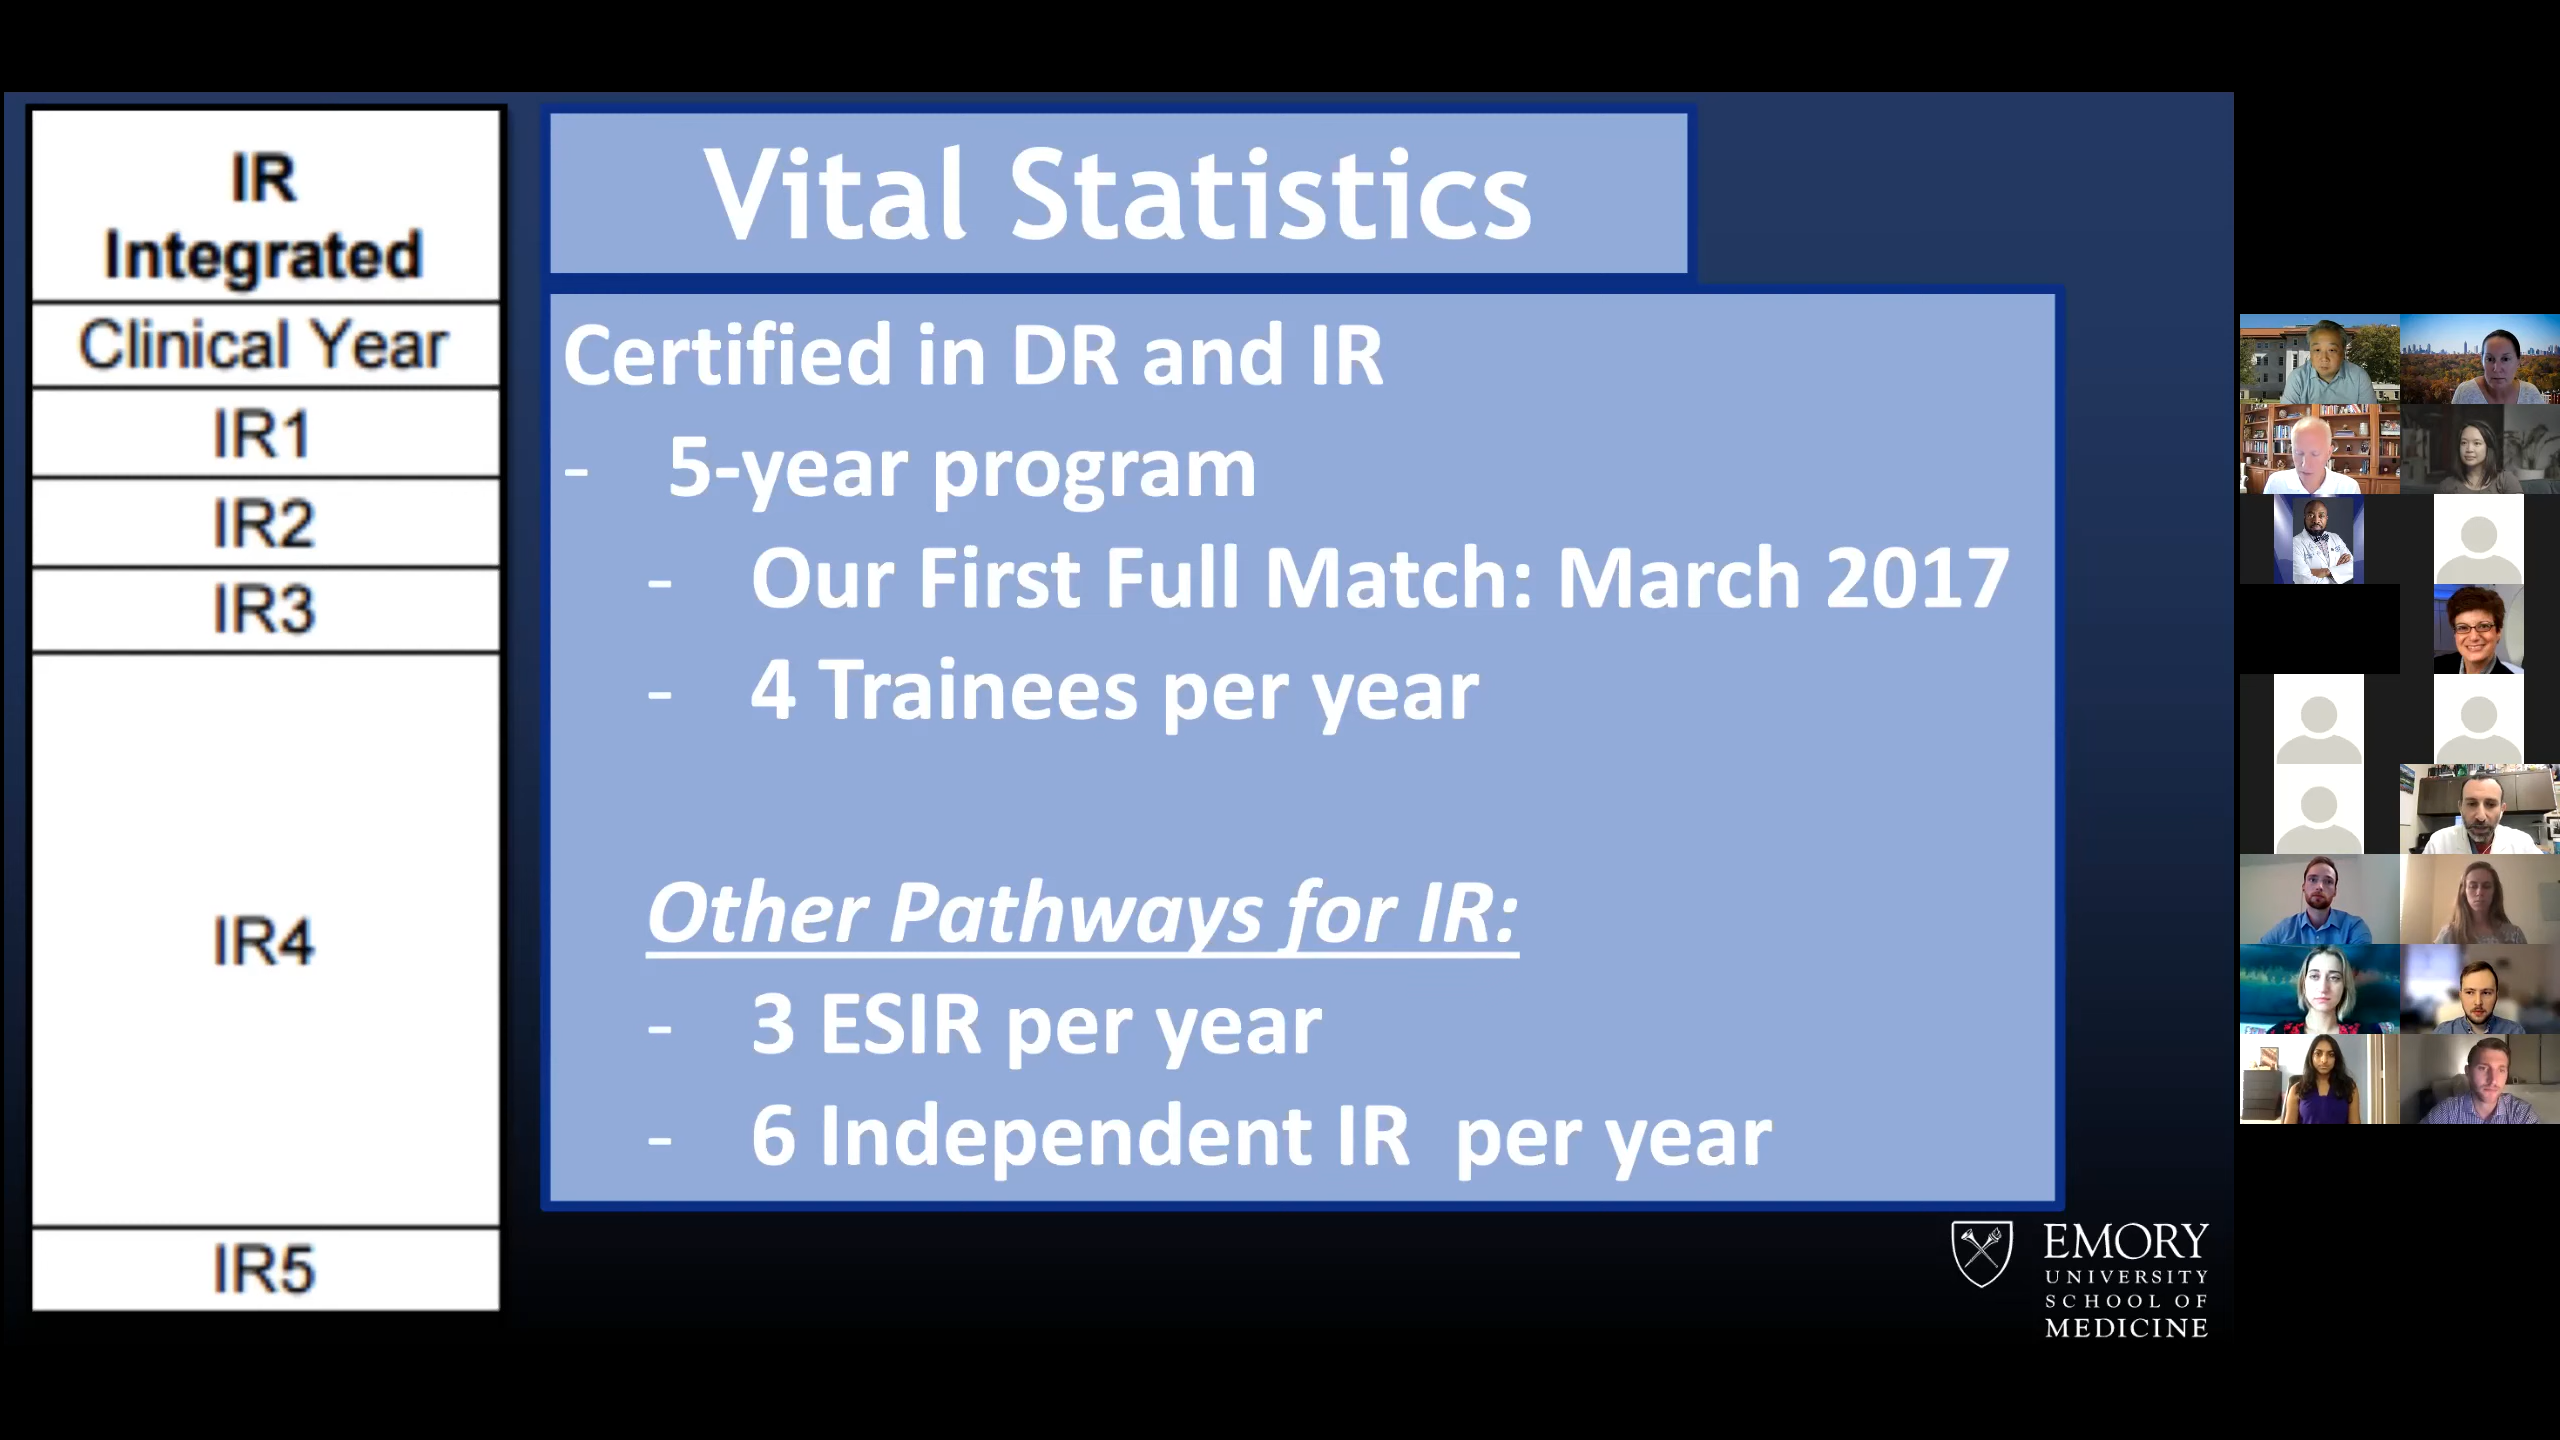 IR
Integrated
Clinical Year
IR1
IR2
IR3
IR4
IR5
Vital Statistics
Certified in DR and IR
- 5-year program
- Our First Full Match: March 2017
- 4 Trainees per year
Other Pathways for IR:
- 3 ESIR per year
- 6 Independent IR per year
EMORY
UNIVERSITY
SCHOOL OF
MEDICINE